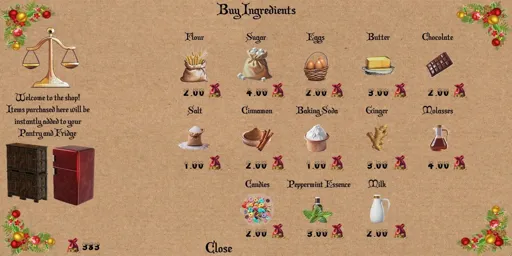 Buy Ingredients
Flour Sugar Eggs Butter Chocolate
2.00 4.00 2.00 3.00 2.00
Welcome to the shop!
Items purchased here will be
instantly added to your
Pantry and Fridge
Salt Cinnamon Baking Soda Ginger Molasses
1.00 2.00 1.00 3.00 4.00
Candies Peppermint Essence Milk
2.00 3.00 2.00
383
Close